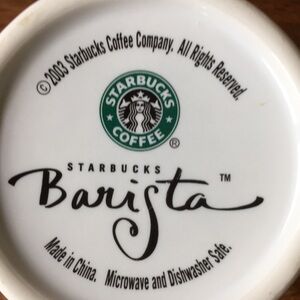 © 2003 Starbucks Coffee Company. All Rights Reserved.
STARBUCKS
COFFEE
®
STARBUCKS
Barista™
Made in China. Microwave and Dishwasher Safe.